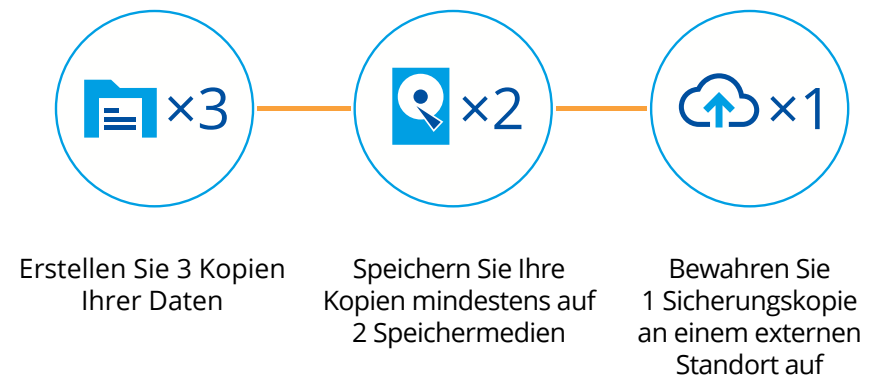 ×3
×2
×1
Erstellen Sie 3 Kopien
Ihrer Daten
Speichern Sie Ihre
Kopien mindestens auf
2 Speichermedien
Bewahren Sie
1 Sicherungskopie
an einem externen
Standort auf